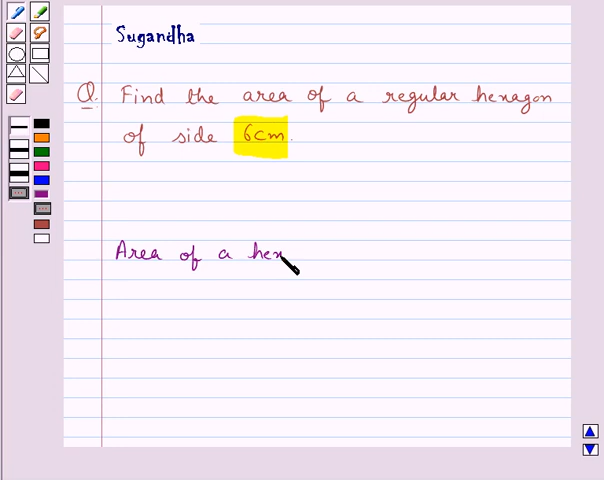 Sugandha
Q. Find the area of a regular hexagon
of side 6cm.
Area of a hex